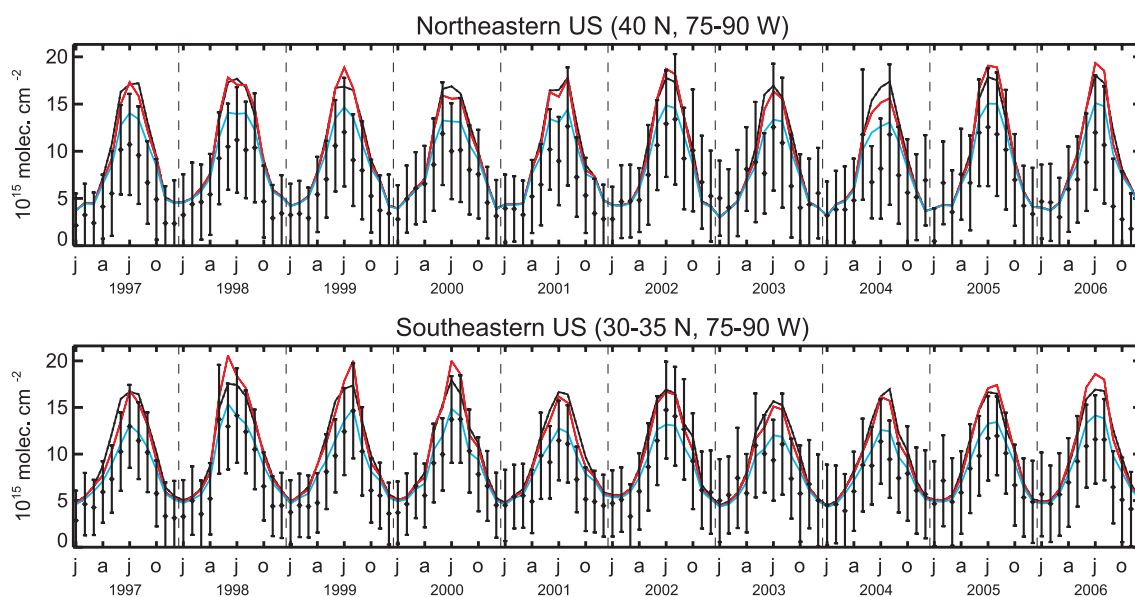 Northeastern US (40 N, 75-90 W)
20
15
10
5
0
10^15 molec. cm^-2
j a j o j a j o j a j o j a j o j a j o j a j o j a j o j a j o j a j o j a j o
1997 1998 1999 2000 2001 2002 2003 2004 2005 2006
Southeastern US (30-35 N, 75-90 W)
20
15
10
5
0
10^15 molec. cm^-2
j a j o j a j o j a j o j a j o j a j o j a j o j a j o j a j o j a j o j a j o
1997 1998 1999 2000 2001 2002 2003 2004 2005 2006